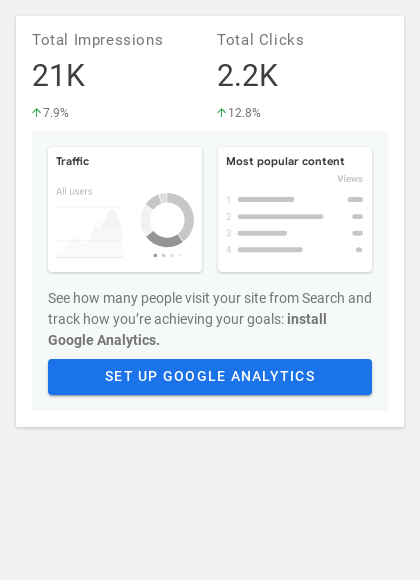 Total Impressions
Total Clicks
21K
2.2K
7.9%
12.8%
Traffic
All users
Most popular content
Views
1
2
3
4
See how many people visit your site from Search and
track how you’re achieving your goals: install
Google Analytics.
SET UP GOOGLE ANALYTICS